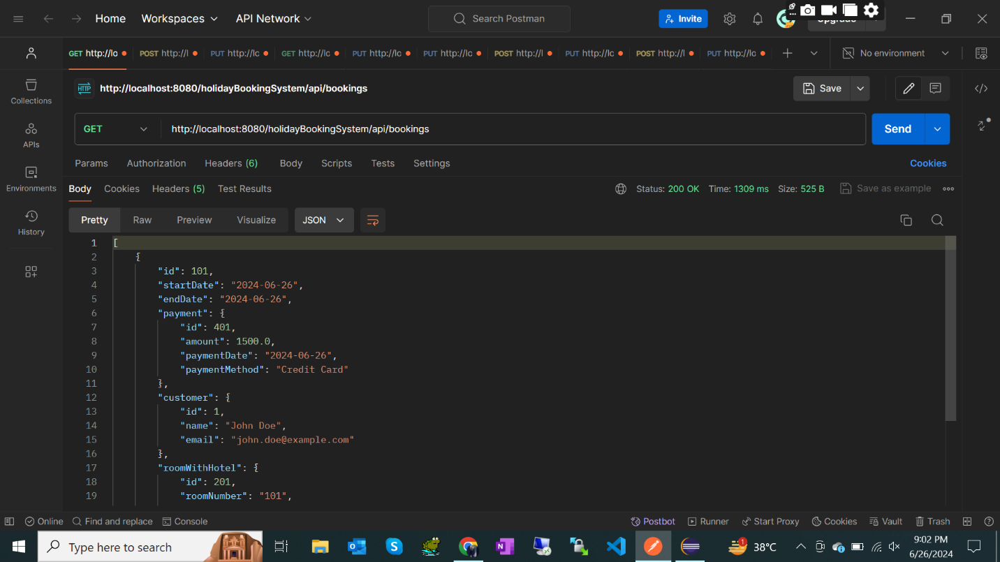 Home Workspaces API Network Search Postman Invite Upgrade
GET http://lo POST http://l PUT http://lc GET http://lc PUT http://lo PUT http://lo POST http://l PUT http://lc POST http://l PUT http://lo No environment
Collections
APIs
Environments
History
HTTP http://localhost:8080/holidayBookingSystem/api/bookings Save
GET http://localhost:8080/holidayBookingSystem/api/bookings Send
Params Authorization Headers (6) Body Scripts Tests Settings Cookies
Body Cookies Headers (5) Test Results Status: 200 OK Time: 1309 ms Size: 525 B Save as example
Pretty Raw Preview Visualize JSON
1 [
2 {
3 "id": 101,
4 "startDate": "2024-06-26",
5 "endDate": "2024-06-26",
6 "payment": {
7 "id": 401,
8 "amount": 1500.0,
9 "paymentDate": "2024-06-26",
10 "paymentMethod": "Credit Card"
11 },
12 "customer": {
13 "id": 1,
14 "name": "John Doe",
15 "email": "john.doe@example.com"
16 },
17 "roomWithHotel": {
18 "id": 201,
19 "roomNumber": "101",
Online Find and replace Console Postbot Runner Start Proxy Cookies Vault Trash
Type here to search 1 38°C 9:02 PM
6/26/2024